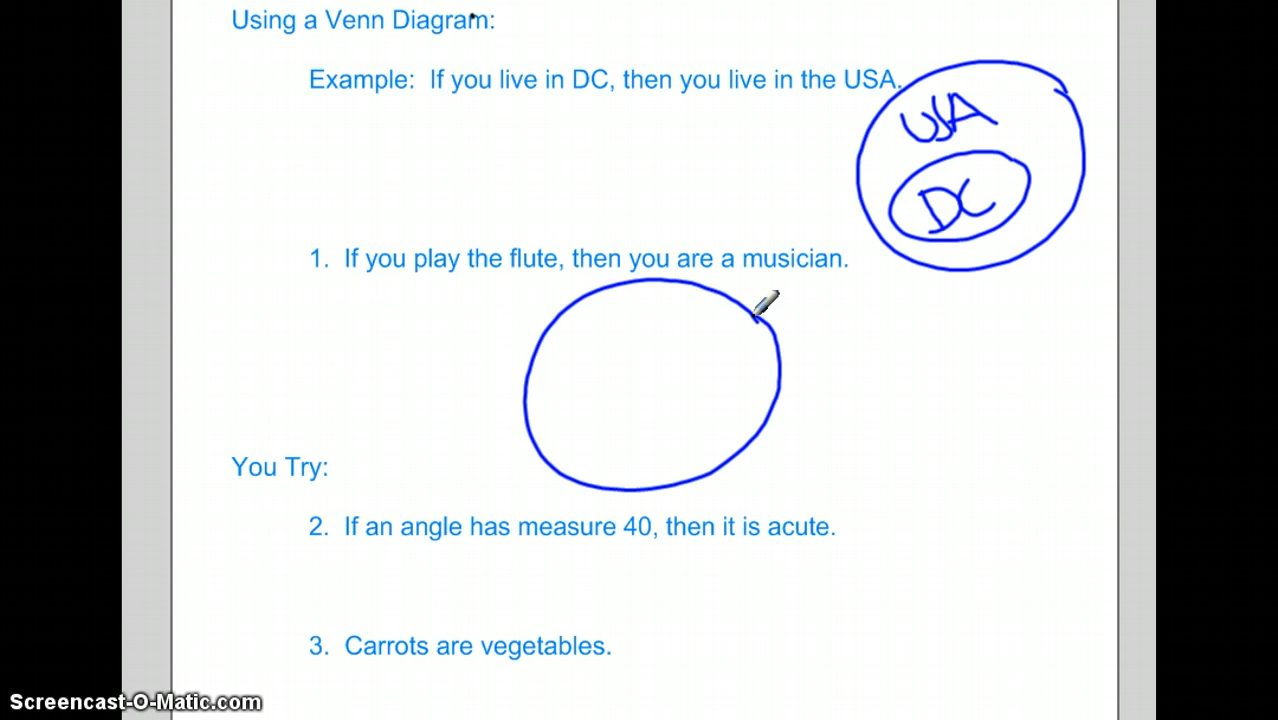 Using a Venn Diagram:
Example: If you live in DC, then you live in the USA.
USA
DC
1. If you play the flute, then you are a musician.
You Try:
2. If an angle has measure 40, then it is acute.
3. Carrots are vegetables.
Screencast-O-Matic.com